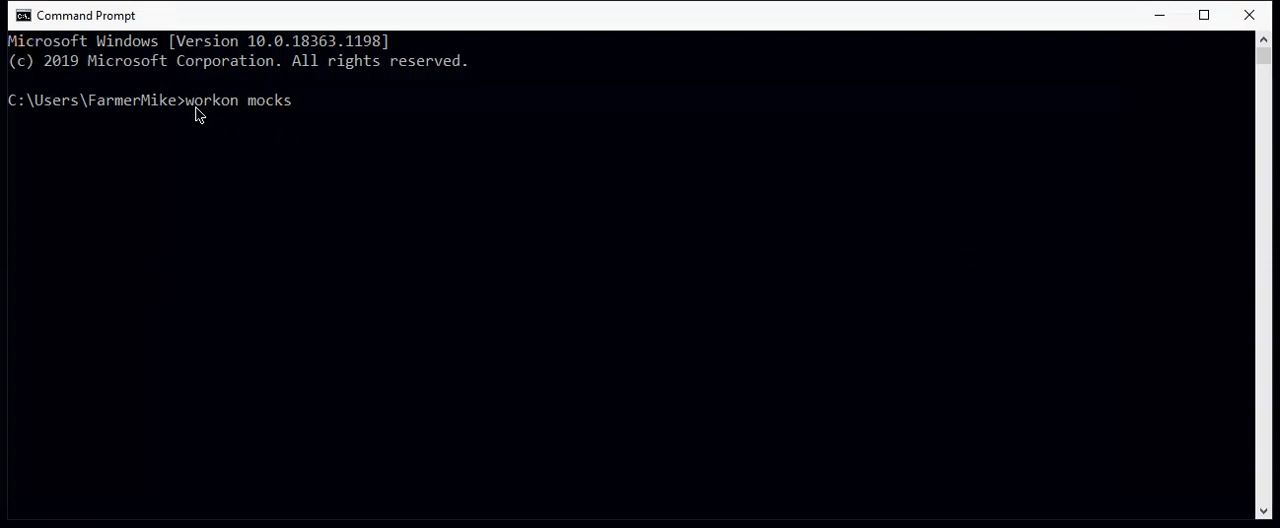 Command Prompt
Microsoft Windows [Version 10.0.18363.1198]
(c) 2019 Microsoft Corporation. All rights reserved.
C:\Users\FarmerMike>workon mocks